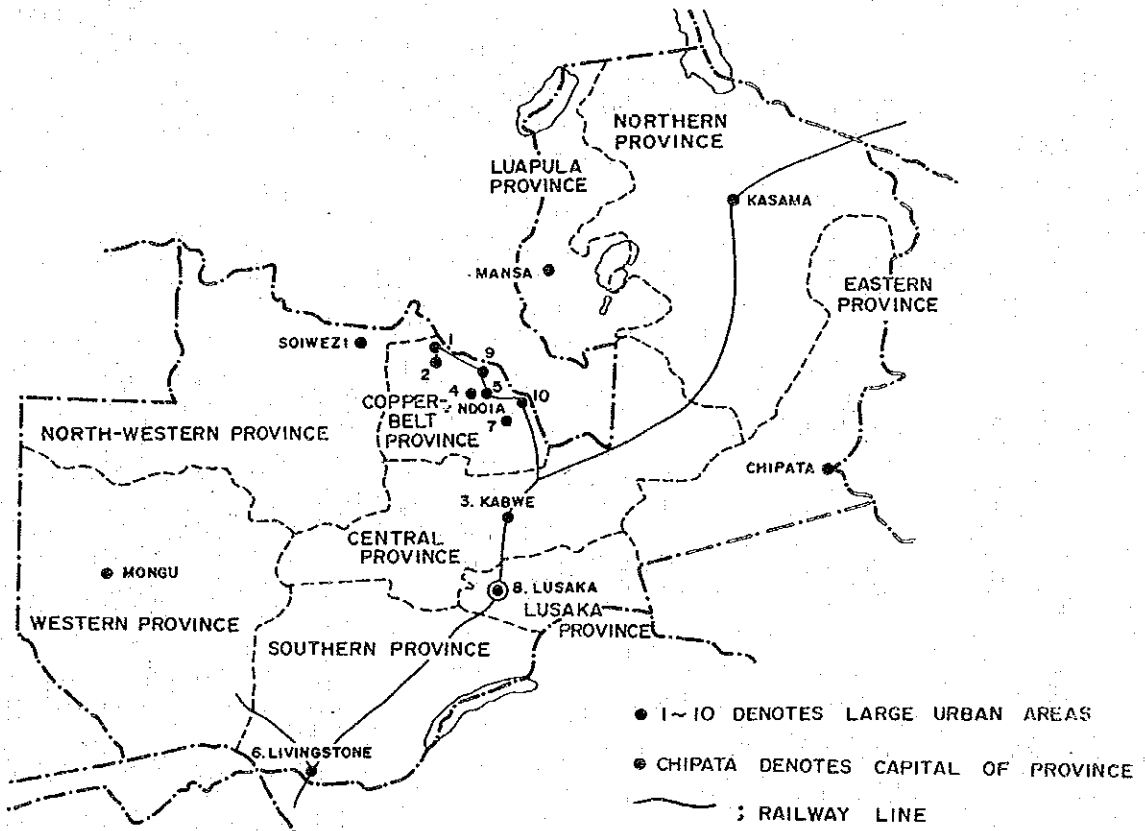 NORTHERN
PROVINCE
LUAPULA
PROVINCE
KASAMA
MANSA
EASTERN
PROVINCE
SOIWEZI
1
2
9
4
5
10
COPPER-
BELT
PROVINCE
NDOIA
7
NORTH-WESTERN PROVINCE
CHIPATA
3. KABWE
CENTRAL
PROVINCE
MONGU
8. LUSAKA
LUSAKA
PROVINCE
WESTERN PROVINCE
SOUTHERN PROVINCE
6. LIVINGSTONE
1~10 DENOTES LARGE URBAN AREAS
CHIPATA DENOTES CAPITAL OF PROVINCE
; RAILWAY LINE